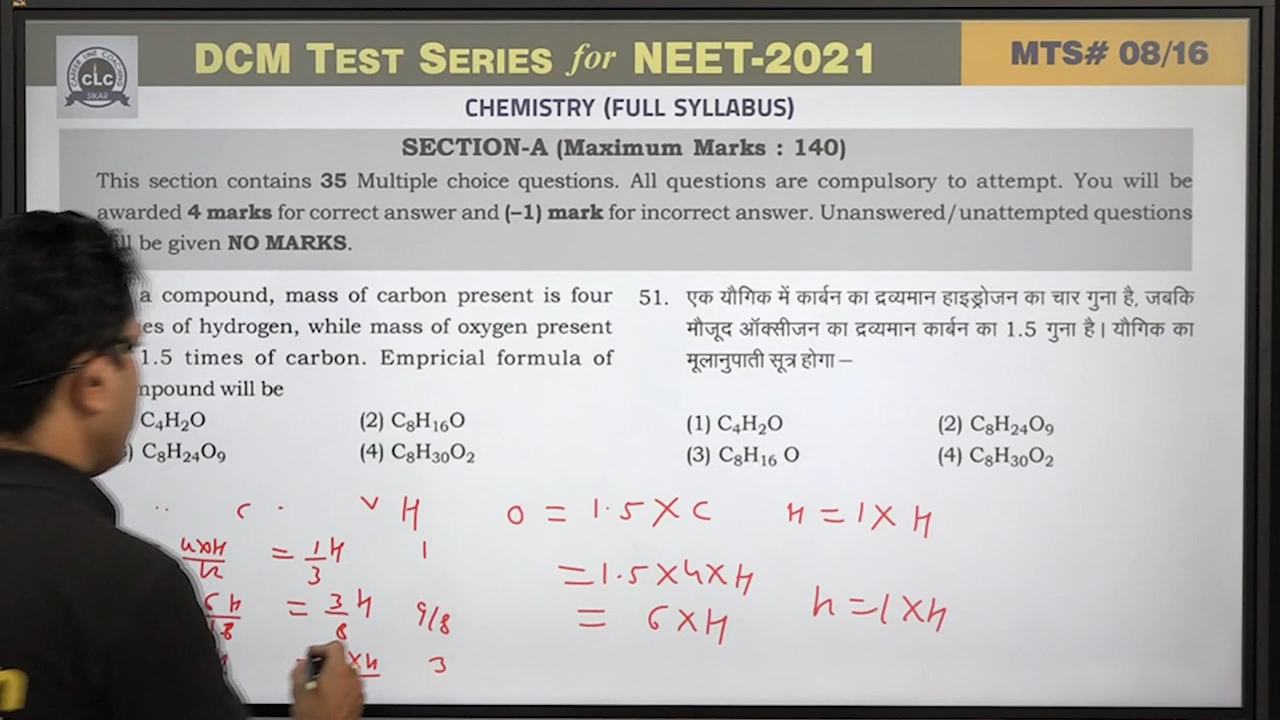 DCM TEST SERIES for NEET-2021
MTS# 08/16
CAREER LINE COACHING
CLC
SIKAR
CHEMISTRY (FULL SYLLABUS)
SECTION-A (Maximum Marks : 140)
This section contains 35 Multiple choice questions. All questions are compulsory to attempt. You will be
awarded 4 marks for correct answer and (–1) mark for incorrect answer. Unanswered/unattempted questions
be given NO MARKS.
a compound, mass of carbon present is four
of hydrogen, while mass of oxygen present
1.5 times of carbon. Empricial formula of
will be
C₄H₂O
(2) C₈H₁₆O
C₈H₂₄O₉
(4) C₈H₃₀O₂
51. एक यौगिक में कार्बन का द्रव्यमान हाइड्रोजन का चार गुना है, जबकि
मौजूद ऑक्सीजन का द्रव्यमान कार्बन का 1.5 गुना है। यौगिक का
मूलानुपाती सूत्र होगा –
(1) C₄H₂O
(2) C₈H₂₄O₉
(3) C₈H₁₆ O
(4) C₈H₃₀O₂
H
O = 1.5 X C
H = 1 X H
= 1/3 H
1
= 1.5 X 4 X H
= 3/8 H
9/8
= 6 X H
H = 1 X H
3